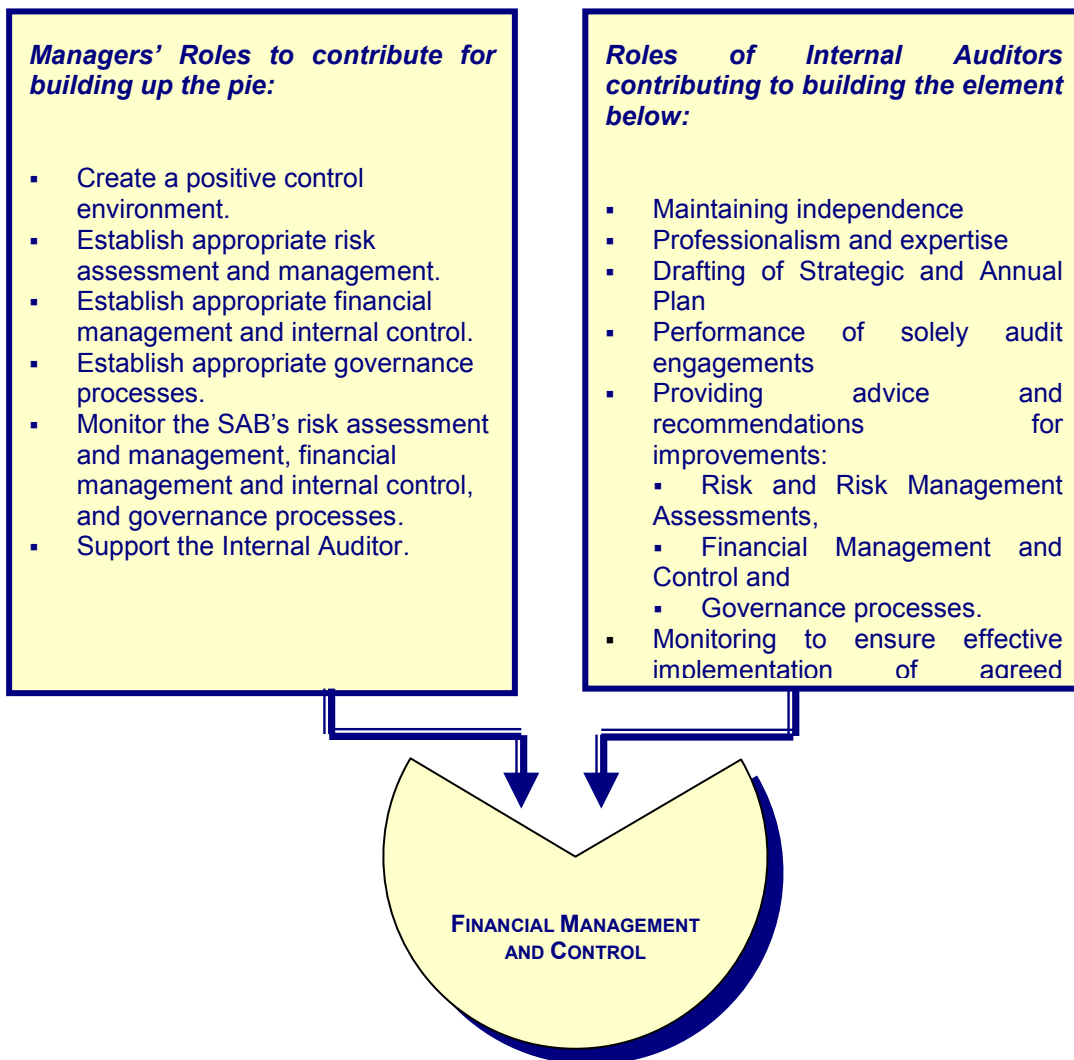 Managers' Roles to contribute for
building up the pie:
▪ Create a positive control
environment.
▪ Establish appropriate risk
assessment and management.
▪ Establish appropriate financial
management and internal control.
▪ Establish appropriate governance
processes.
▪ Monitor the SAB's risk assessment
and management, financial
management and internal control,
and governance processes.
▪ Support the Internal Auditor.
Roles of Internal Auditors
contributing to building the element
below:
▪ Maintaining independence
▪ Professionalism and expertise
▪ Drafting of Strategic and Annual
Plan
▪ Performance of solely audit
engagements
▪ Providing advice and
recommendations for
improvements:
▪ Risk and Risk Management
Assessments,
▪ Financial Management and
Control and
▪ Governance processes.
▪ Monitoring to ensure effective
implementation of agreed
FINANCIAL MANAGEMENT
AND CONTROL